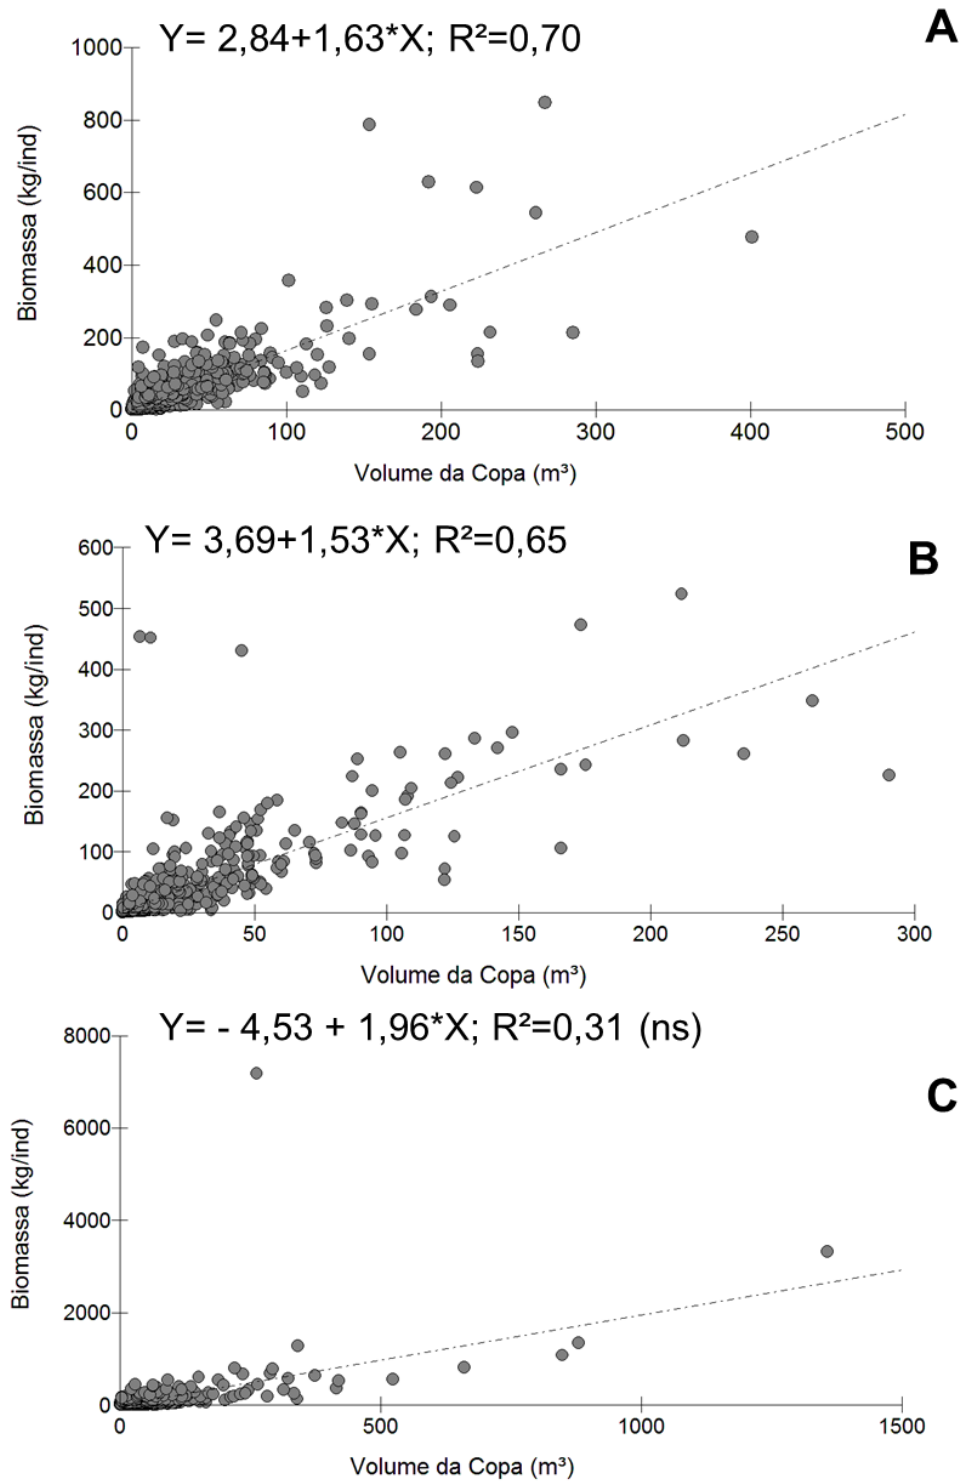 Y= 2,84+1,63*X; R²=0,70
A
1000
800
600
400
200
0
Biomassa (kg/ind)
0 100 200 300 400 500
Volume da Copa (m³)
Y= 3,69+1,53*X; R²=0,65
B
600
500
400
300
200
100
0
Biomassa (kg/ind)
0 50 100 150 200 250 300
Volume da Copa (m³)
Y= - 4,53 + 1,96*X; R²=0,31 (ns)
C
8000
6000
4000
2000
0
Biomassa (kg/ind)
0 500 1000 1500
Volume da Copa (m³)